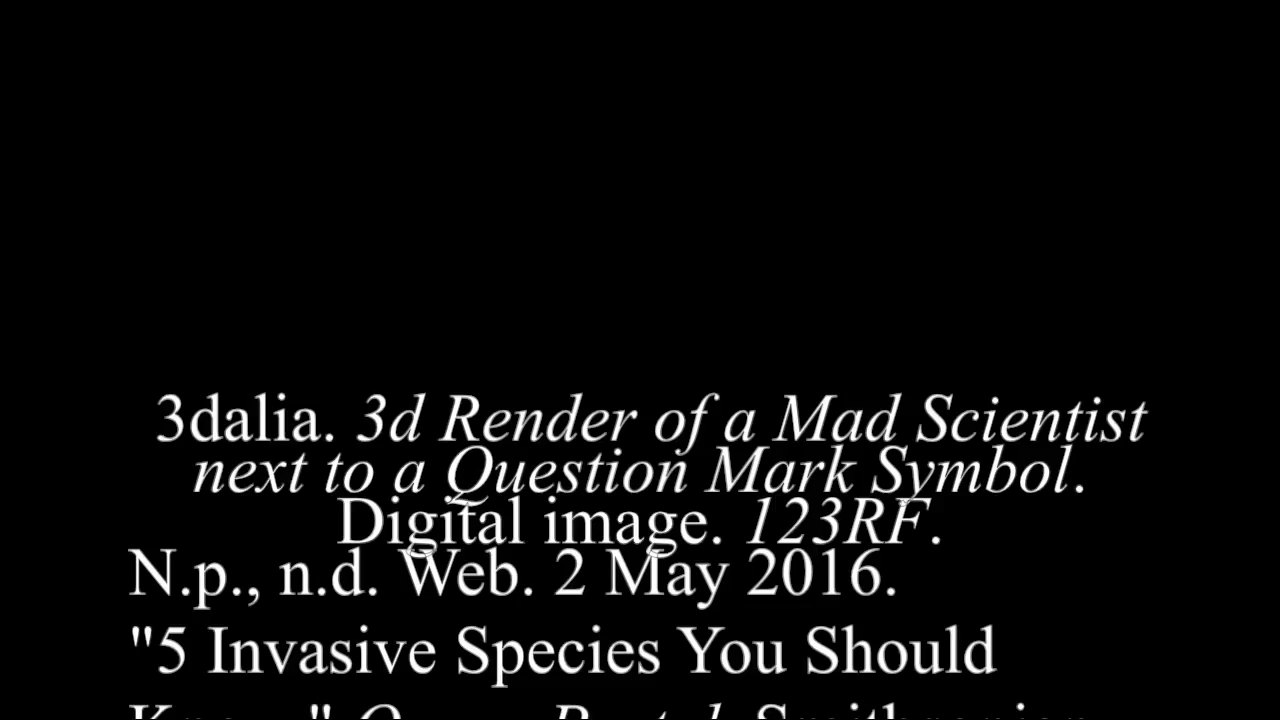 3dalia. 3d Render of a Mad Scientist
next to a Question Mark Symbol.
Digital image. 123RF.
N.p., n.d. Web. 2 May 2016.
"5 Invasive Species You Should